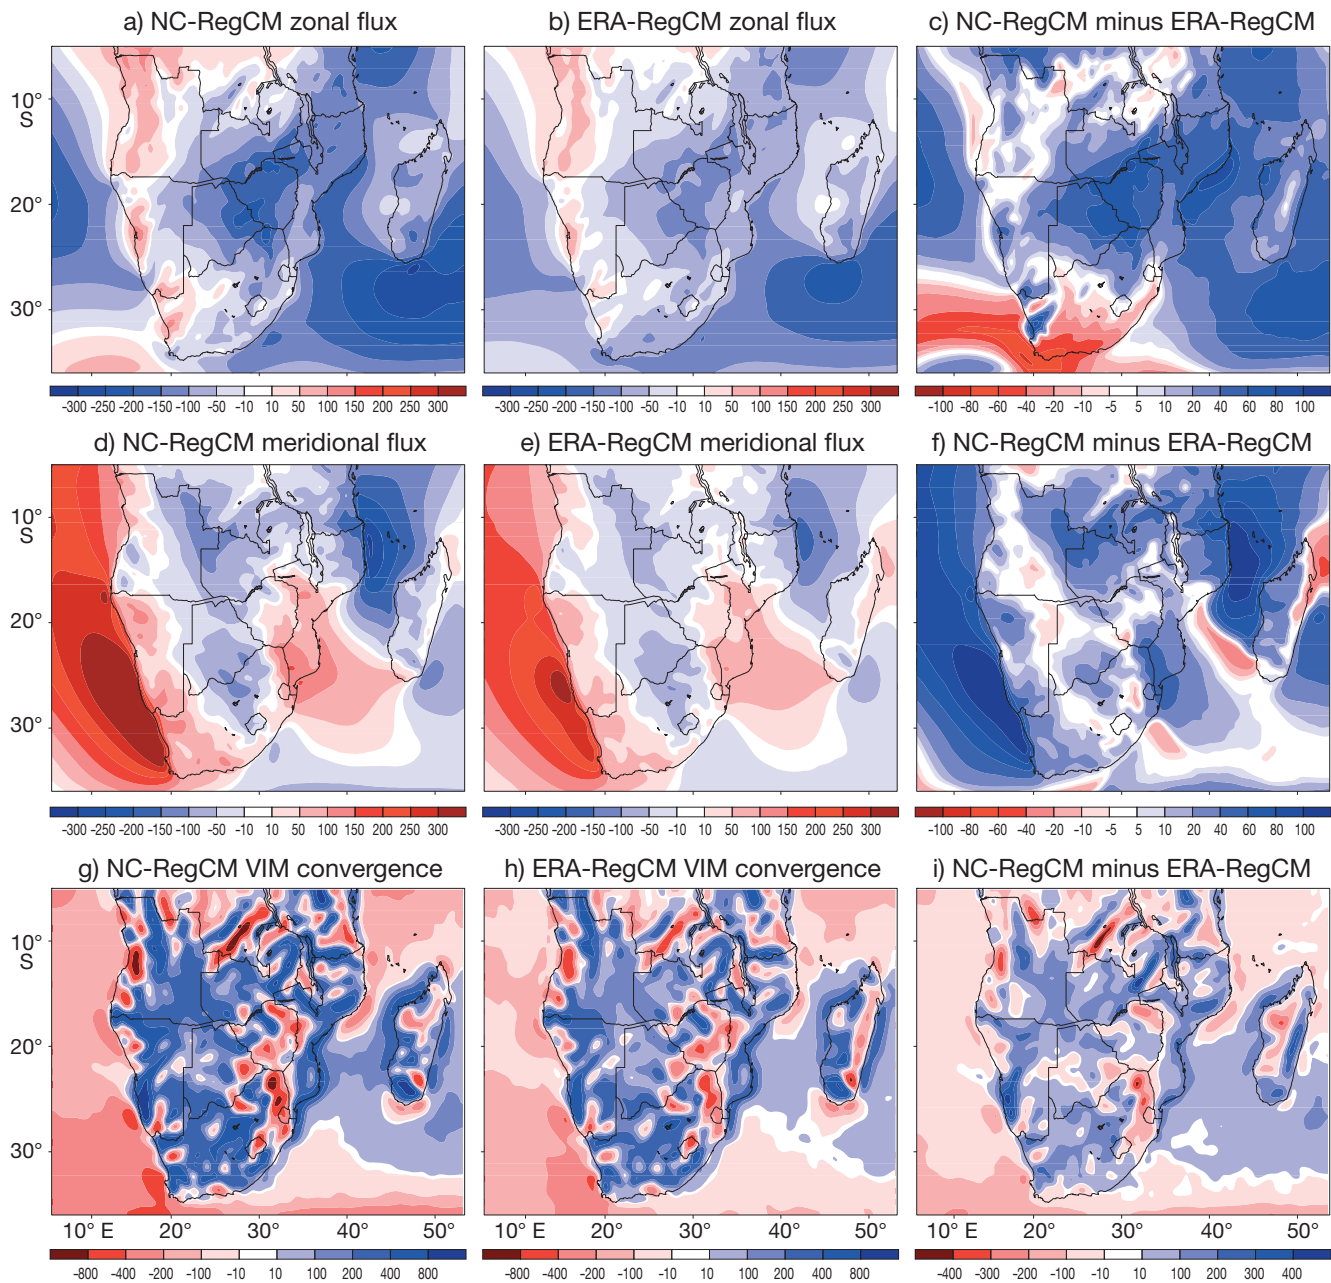 a) NC-RegCM zonal flux b) ERA-RegCM zonal flux c) NC-RegCM minus ERA-RegCM
10°
S
20°
30°
-300 -250 -200 -150 -100 -50 -10 10 50 100 150 200 250 300 -300 -250 -200 -150 -100 -50 -10 10 50 100 150 200 250 300 -100 -80 -60 -40 -20 -10 -5 5 10 20 40 60 80 100
d) NC-RegCM meridional flux e) ERA-RegCM meridional flux f) NC-RegCM minus ERA-RegCM
10°
S
20°
30°
-300 -250 -200 -150 -100 -50 -10 10 50 100 150 200 250 300 -300 -250 -200 -150 -100 -50 -10 10 50 100 150 200 250 300 -100 -80 -60 -40 -20 -10 -5 5 10 20 40 60 80 100
g) NC-RegCM VIM convergence h) ERA-RegCM VIM convergence i) NC-RegCM minus ERA-RegCM
10°
S
20°
30°
10° E 20° 30° 40° 50° 10° E 20° 30° 40° 50° 10° E 20° 30° 40° 50°
-800 -400 -200 -100 -10 10 100 200 400 800 -800 -400 -200 -100 -10 10 100 200 400 800 -400 -300 -200 -100 -10 10 100 200 300 400